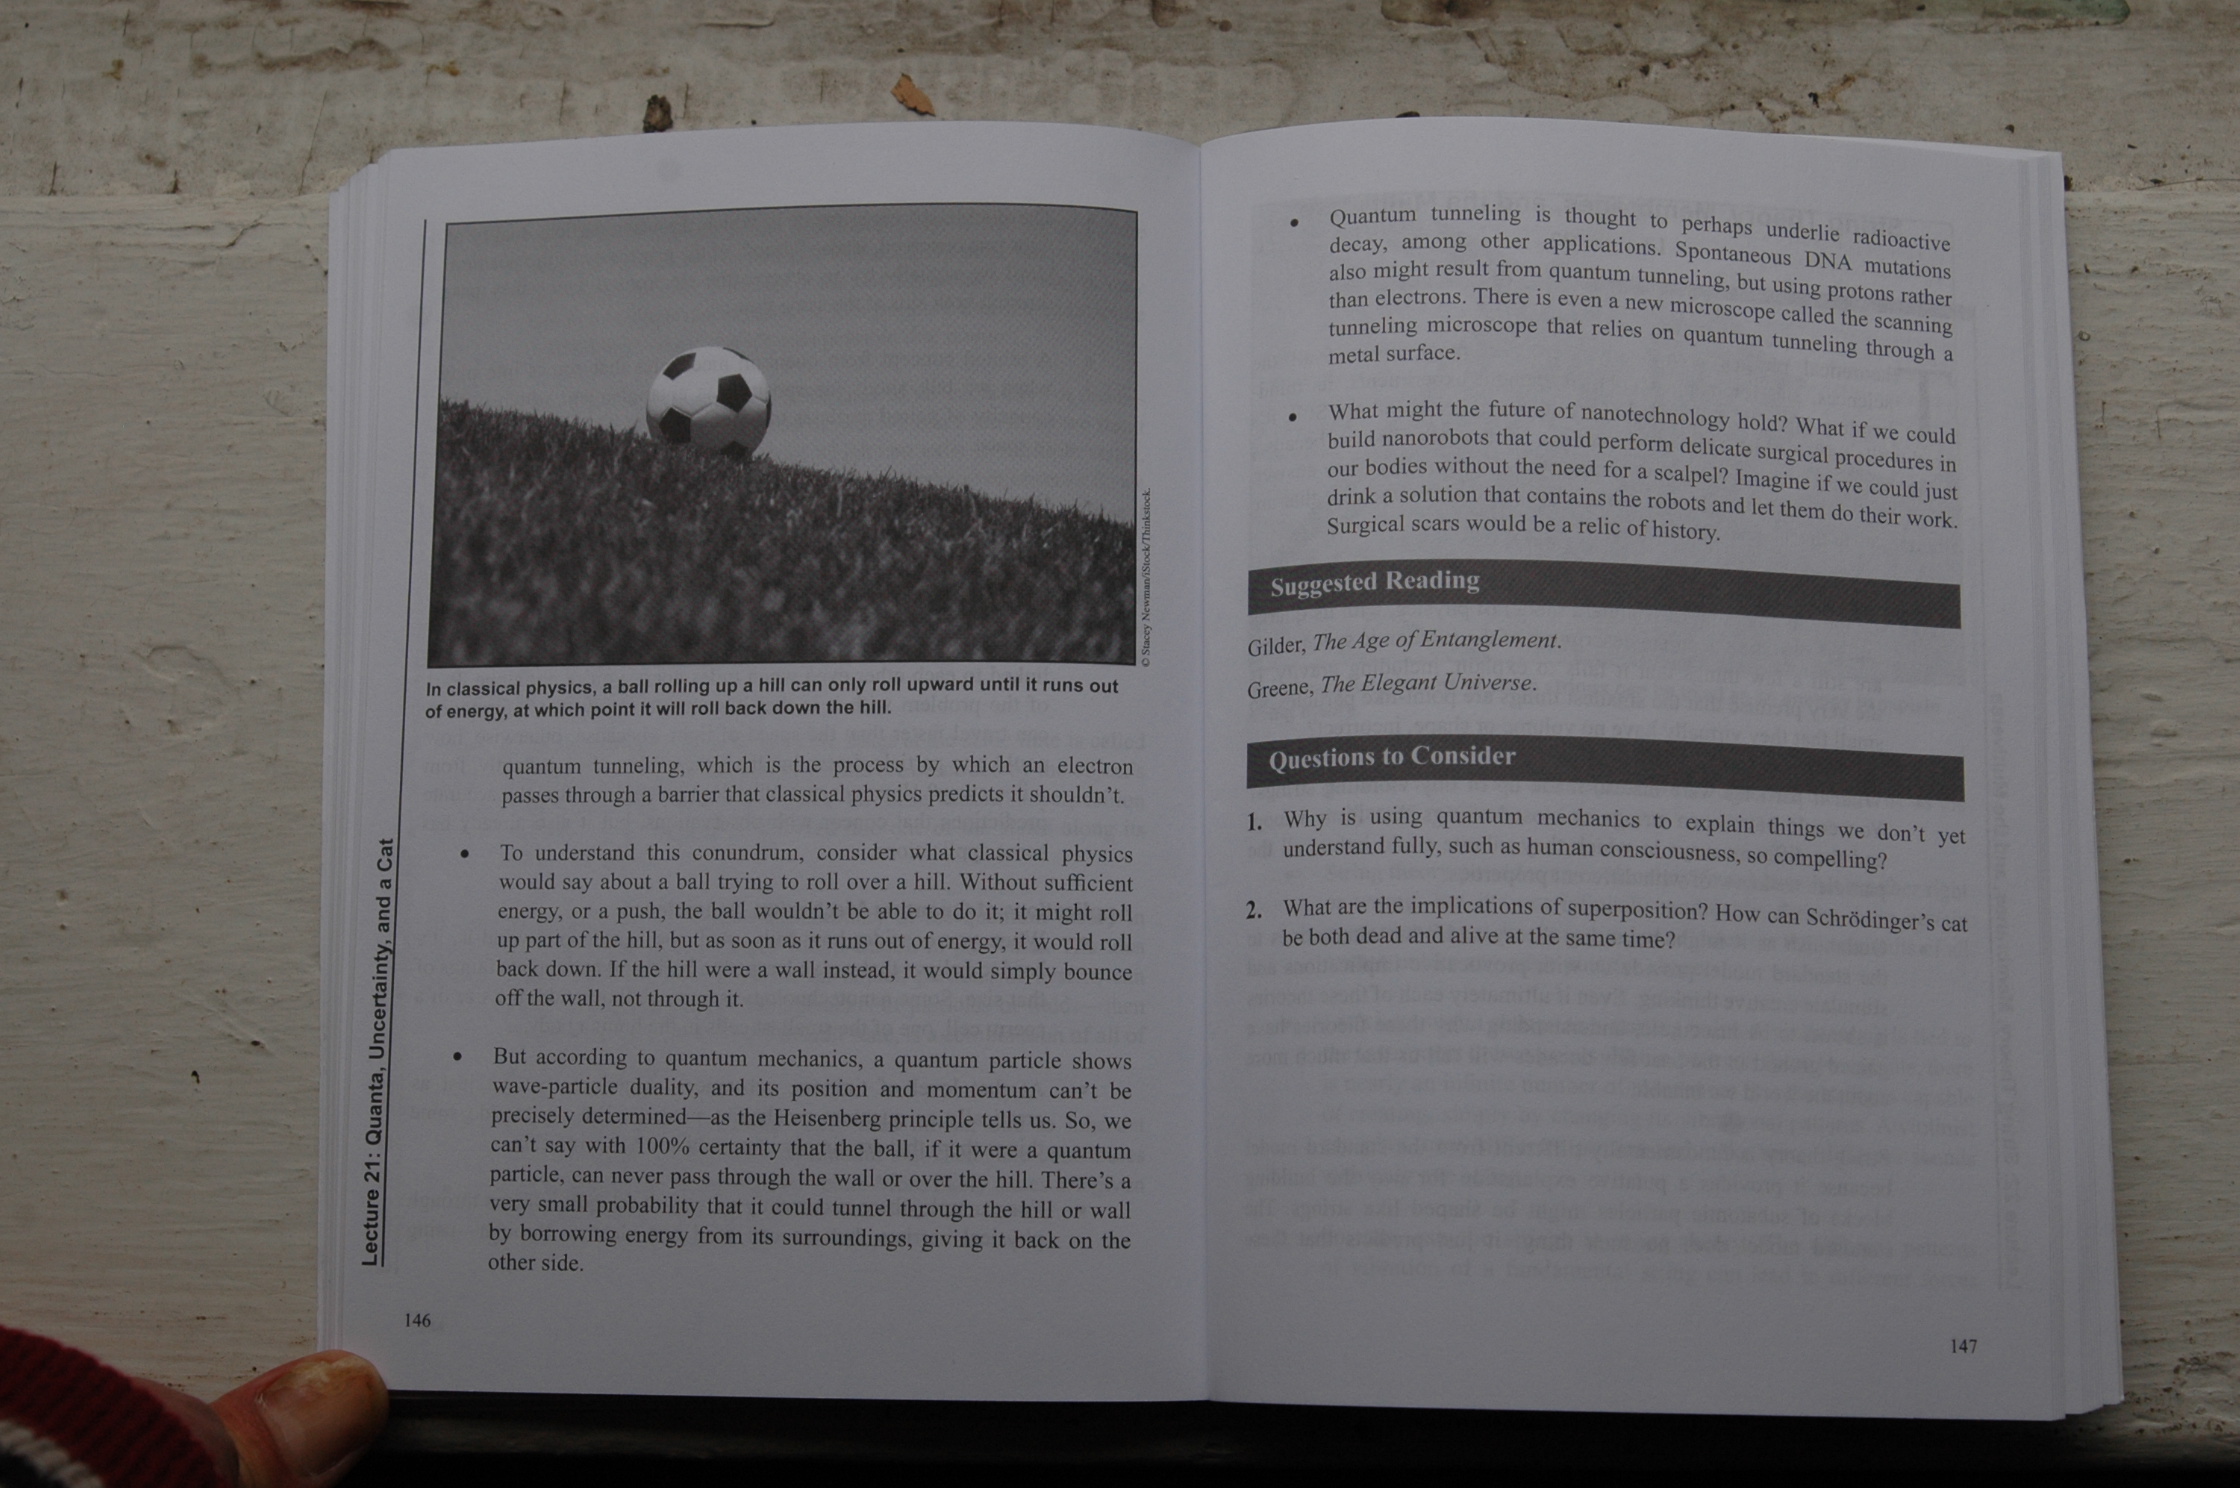 © Stacey Newman/iStock/Thinkstock.
In classical physics, a ball rolling up a hill can only roll upward until it runs out
of energy, at which point it will roll back down the hill.
quantum tunneling, which is the process by which an electron
passes through a barrier that classical physics predicts it shouldn’t.
• To understand this conundrum, consider what classical physics
would say about a ball trying to roll over a hill. Without sufficient
energy, or a push, the ball wouldn’t be able to do it; it might roll
up part of the hill, but as soon as it runs out of energy, it would roll
back down. If the hill were a wall instead, it would simply bounce
off the wall, not through it.
• But according to quantum mechanics, a quantum particle shows
wave-particle duality, and its position and momentum can’t be
precisely determined—as the Heisenberg principle tells us. So, we
can’t say with 100% certainty that the ball, if it were a quantum
particle, can never pass through the wall or over the hill. There’s a
very small probability that it could tunnel through the hill or wall
by borrowing energy from its surroundings, giving it back on the
other side.
Lecture 21: Quanta, Uncertainty, and a Cat
146
• Quantum tunneling is thought to perhaps underlie radioactive
decay, among other applications. Spontaneous DNA mutations
also might result from quantum tunneling, but using protons rather
than electrons. There is even a new microscope called the scanning
tunneling microscope that relies on quantum tunneling through a
metal surface.
• What might the future of nanotechnology hold? What if we could
build nanorobots that could perform delicate surgical procedures in
our bodies without the need for a scalpel? Imagine if we could just
drink a solution that contains the robots and let them do their work.
Surgical scars would be a relic of history.
Suggested Reading
Gilder, The Age of Entanglement.
Greene, The Elegant Universe.
Questions to Consider
1. Why is using quantum mechanics to explain things we don’t yet
understand fully, such as human consciousness, so compelling?
2. What are the implications of superposition? How can Schrödinger’s cat
be both dead and alive at the same time?
147